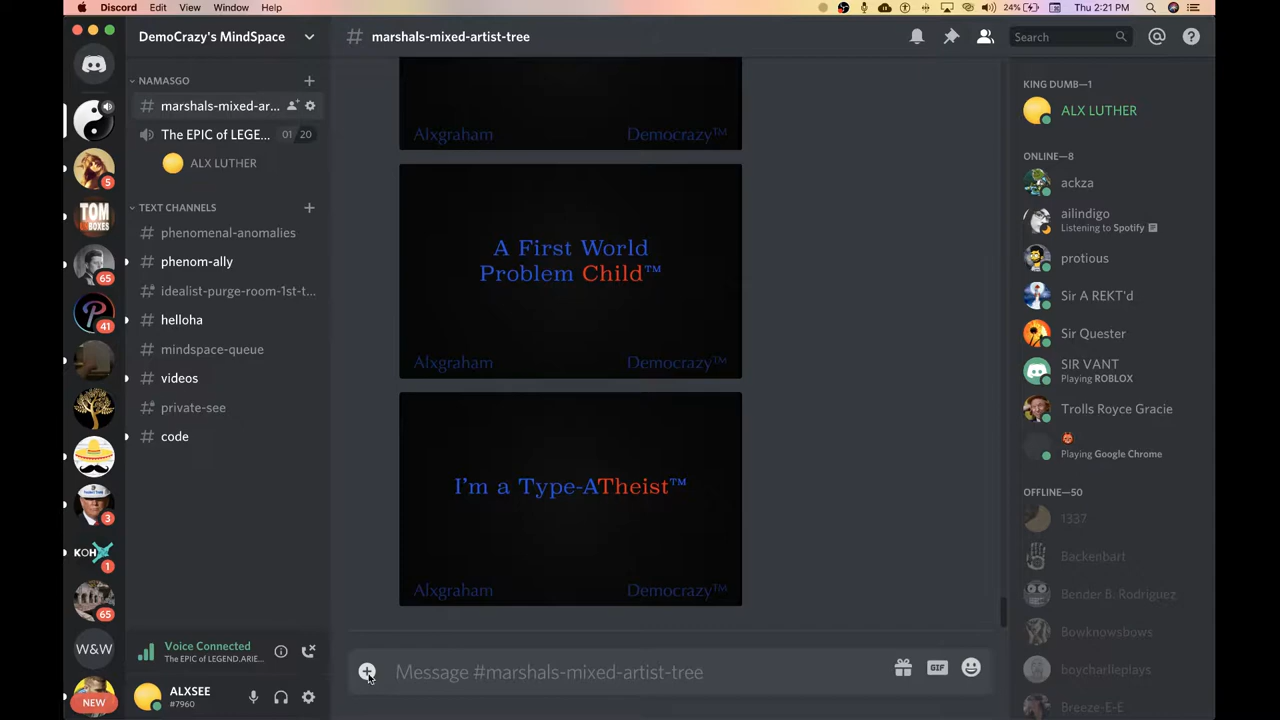 Discord Edit View Window Help
24% Thu 2:21 PM
DemoCrazy's MindSpace
# marshals-mixed-artist-tree
Search
NAMASGO
# marshals-mixed-ar...
The EPIC of LEGE... 01 20
ALX LUTHER
TEXT CHANNELS
# phenomenal-anomalies
# phenom-ally
# idealist-purge-room-1st-t...
# helloha
# mindspace-queue
# videos
# private-see
# code
5
TOM
BOXES
65
41
3
KOH
1
65
W&W
NEW
Voice Connected
The EPIC of LEGEND.ARIE...
ALXSEE
#7960
Alxgraham Democrazy™
A First World
Problem Child™
Alxgraham Democrazy™
I'm a Type-ATheist™
Alxgraham Democrazy™
Message #marshals-mixed-artist-tree
GIF
KING DUMB—1
ALX LUTHER
ONLINE—8
ackza
ailindigo
Listening to Spotify
protious
Sir A REKT'd
Sir Quester
SIR VANT
Playing ROBLOX
Trolls Royce Gracie
Playing Google Chrome
OFFLINE—50
1337
Backenbart
Bender B. Rodriguez
Bowknowsbows
boycharlieplays
Breeze-E-E